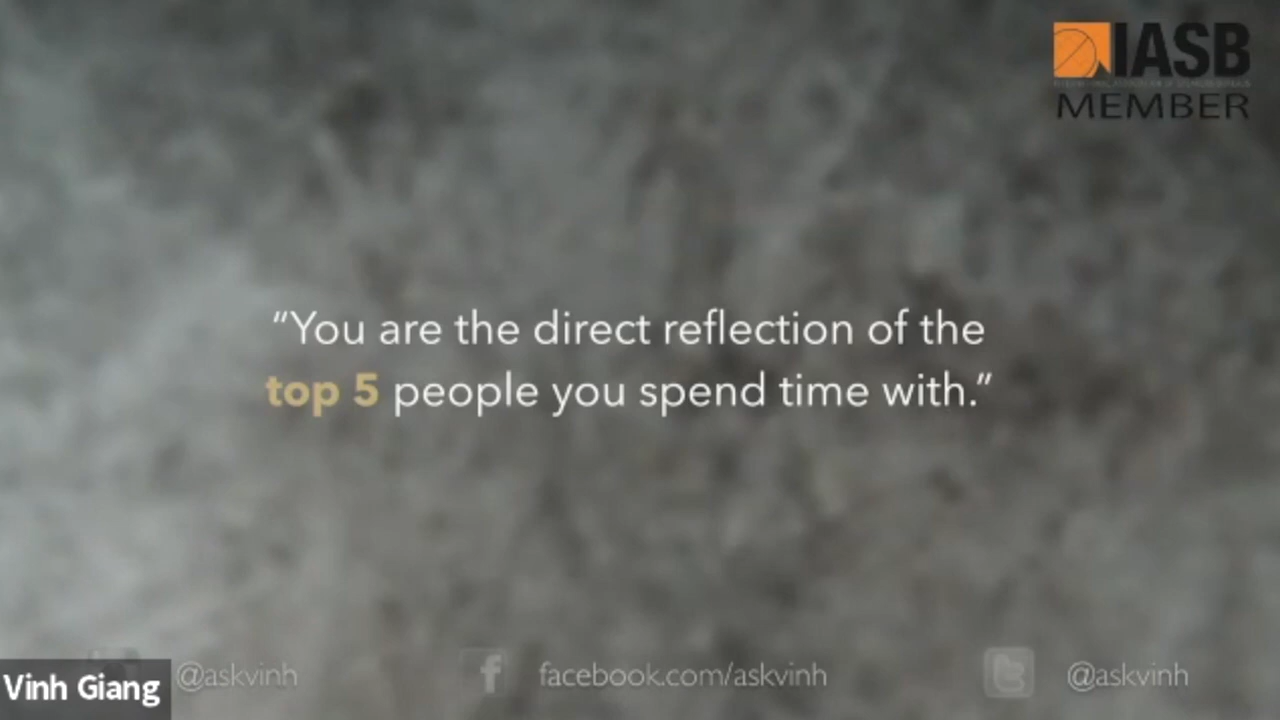 IASB
MEMBER
“You are the direct reflection of the
top 5 people you spend time with.”
Vinh Giang
@askvinh
facebook.com/askvinh
@askvinh